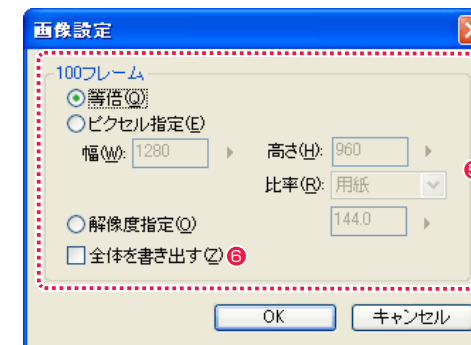 画像設定
100フレーム
等倍(Q)
ピクセル指定(E)
幅(W): 1280 高さ(H): 960
比率(R): 用紙
解像度指定(O) 144.0
全体を書き出す(Z) 6
OK キャンセル